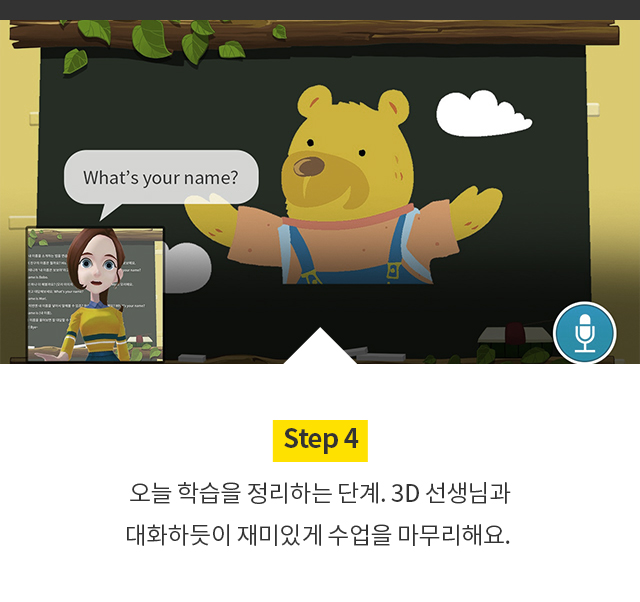 What's your name?
Step 4
오늘 학습을 정리하는 단계. 3D 선생님과
대화하듯이 재미있게 수업을 마무리해요.